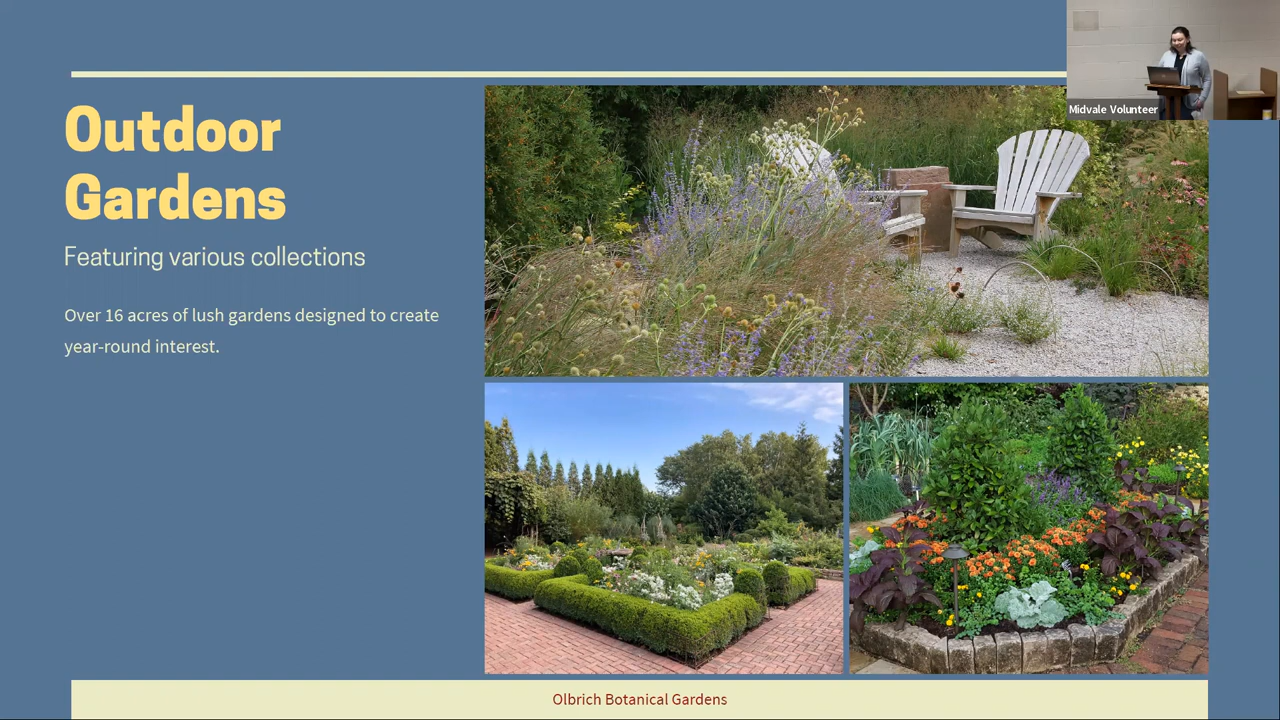 Outdoor
Gardens
Featuring various collections
Over 16 acres of lush gardens designed to create
year-round interest.
Midvale Volunteer
Olbrich Botanical Gardens